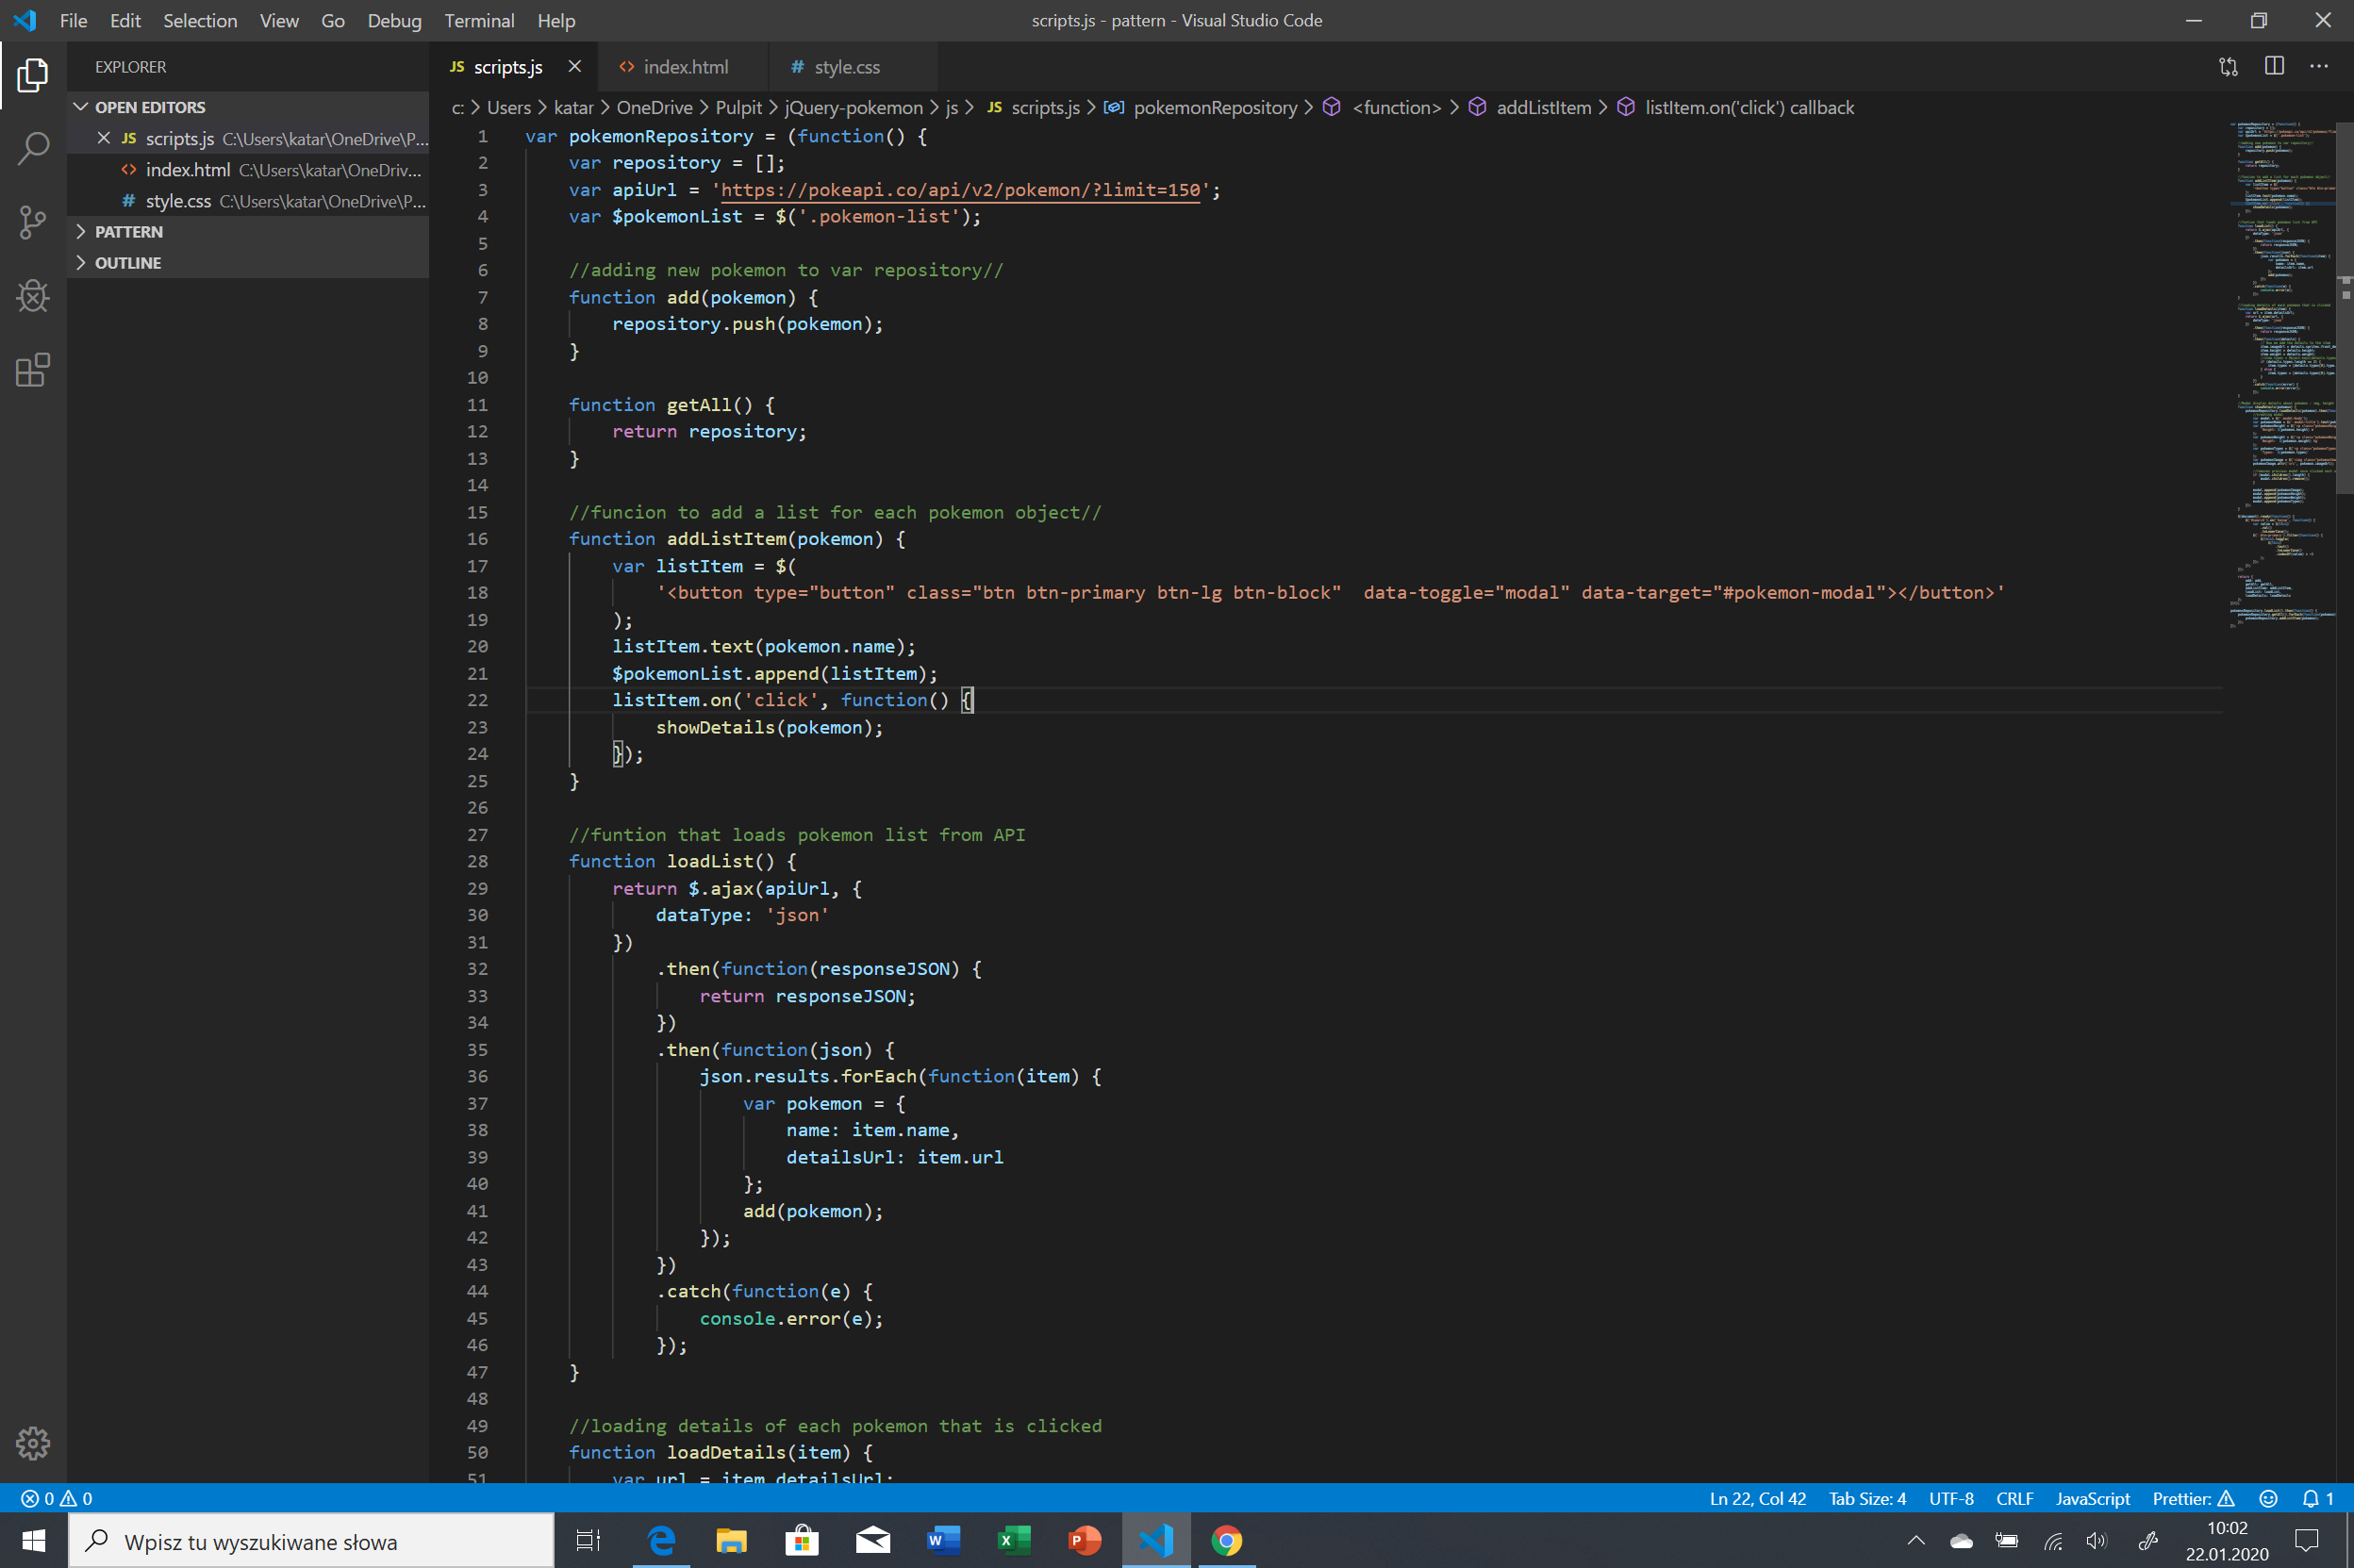 File Edit Selection View Go Debug Terminal Help scripts.js - pattern - Visual Studio Code
EXPLORER
OPEN EDITORS
JS scripts.js C:\Users\katar\OneDrive\P...
<> index.html C:\Users\katar\OneDriv...
# style.css C:\Users\katar\OneDrive\P...
PATTERN
OUTLINE
JS scripts.js <> index.html # style.css
c: > Users > katar > OneDrive > Pulpit > jQuery-pokemon > js > JS scripts.js > pokemonRepository > <function> > addListItem > listItem.on('click') callback
1 var pokemonRepository = (function() {
2     var repository = [];
3     var apiUrl = 'https://pokeapi.co/api/v2/pokemon/?limit=150';
4     var $pokemonList = $('.pokemon-list');
5
6     //adding new pokemon to var repository//
7     function add(pokemon) {
8         repository.push(pokemon);
9     }
10
11     function getAll() {
12         return repository;
13     }
14
15     //funcion to add a list for each pokemon object//
16     function addListItem(pokemon) {
17         var listItem = $(
18             '<button type="button" class="btn btn-primary btn-lg btn-block"  data-toggle="modal" data-target="#pokemon-modal"></button>'
19         );
20         listItem.text(pokemon.name);
21         $pokemonList.append(listItem);
22         listItem.on('click', function() {
23             showDetails(pokemon);
24         });
25     }
26
27     //funtion that loads pokemon list from API
28     function loadList() {
29         return $.ajax(apiUrl, {
30             dataType: 'json'
31         })
32             .then(function(responseJSON) {
33                 return responseJSON;
34             })
35             .then(function(json) {
36                 json.results.forEach(function(item) {
37                     var pokemon = {
38                         name: item.name,
39                         detailsUrl: item.url
40                     };
41                     add(pokemon);
42                 });
43             })
44             .catch(function(e) {
45                 console.error(e);
46             });
47     }
48
49     //loading details of each pokemon that is clicked
50     function loadDetails(item) {
51         var url = item.detailsUrl;
0 0 Ln 22, Col 42 Tab Size: 4 UTF-8 CRLF JavaScript Prettier: 1
Wpisz tu wyszukiwane słowa
10:02
22.01.2020